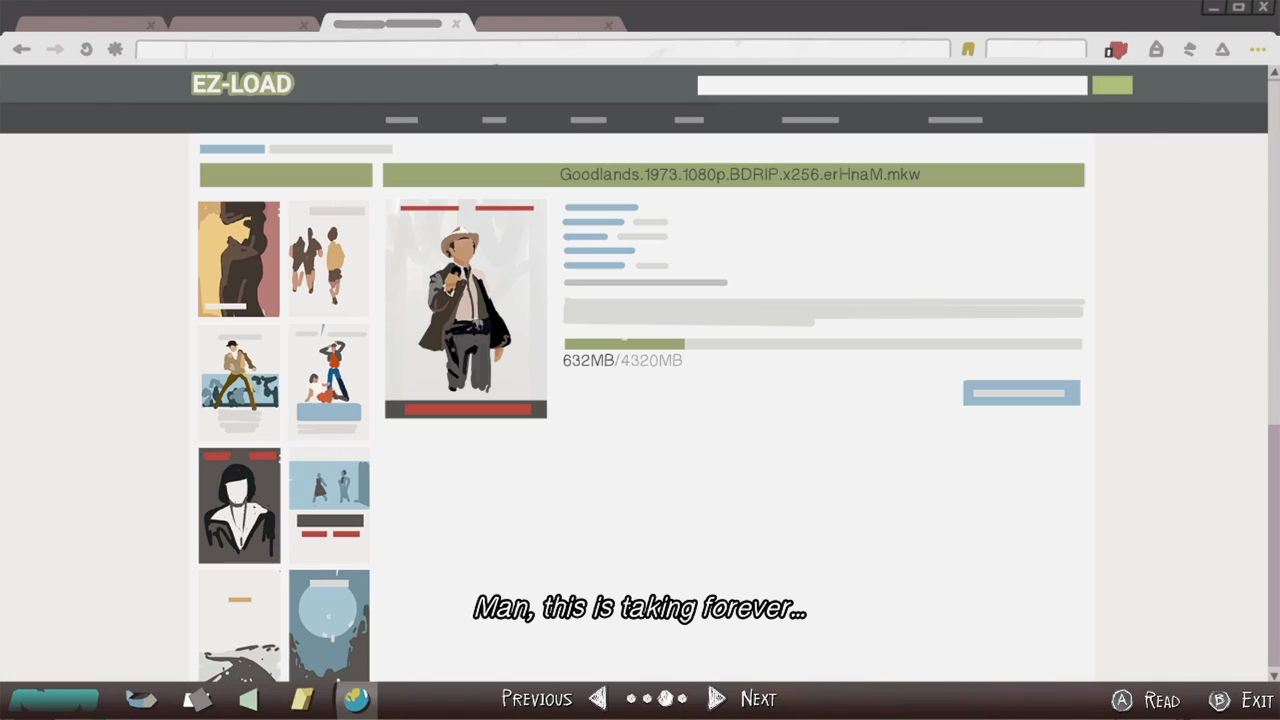 EZ-LOAD
Goodlands.1973.1080p.BDRIP.x256.erHnaM.mkw
632MB/4320MB
Man, this is taking forever...
Previous Next
A Read B Exit